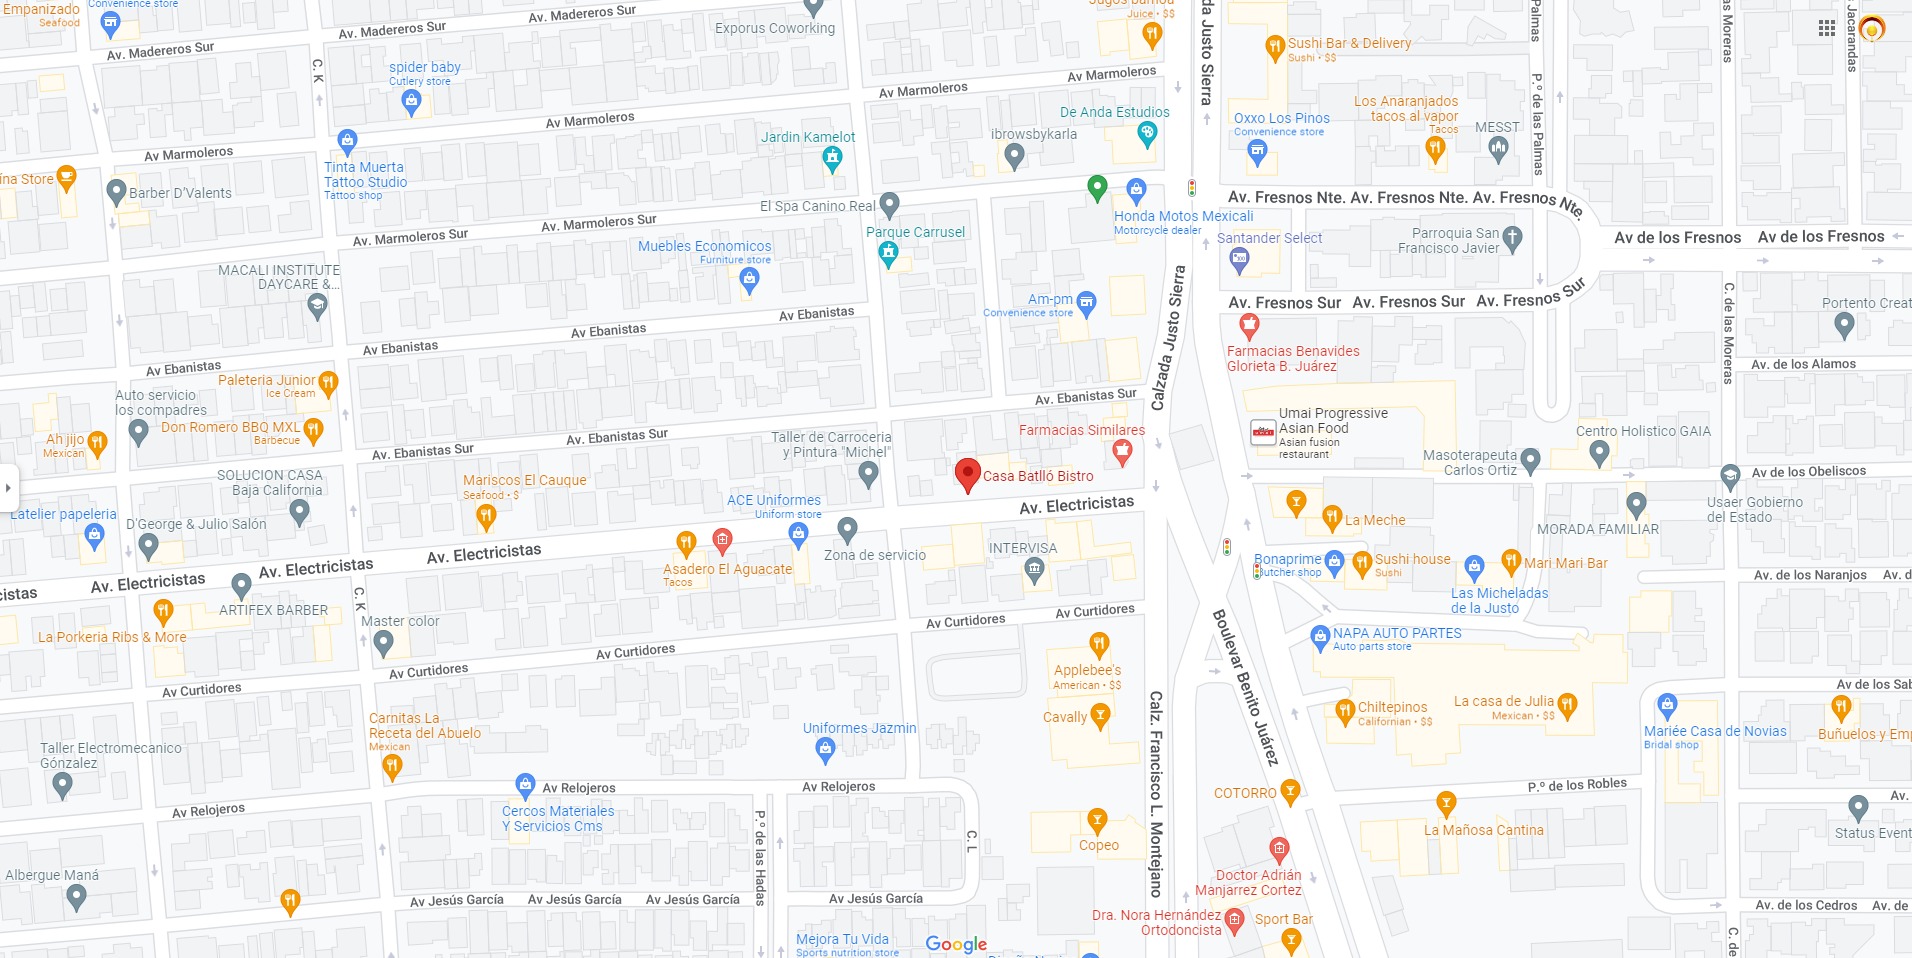 Empanizado
Seafood
Convenience store
Av. Madereros Sur
Av. Madereros Sur
Av. Madereros Sur
Exporus Coworking
Juice • $$
Calzada Justo Sierra
Sushi Bar & Delivery
Sushi • $$
Palmas
las Moreras
Jacarandas
C. K
spider baby
Cutlery store
Av Marmoleros
Av Marmoleros
Av Marmoleros
Av Marmoleros
De Anda Estudios
ibrowsbykarla
Jardin Kamelot
Oxxo Los Pinos
Convenience store
Los Anaranjados
tacos al vapor
Tacos
MESST
P.º de las Palmas
Tinta Muerta
Tattoo Studio
Tattoo shop
ina Store
Barber D'Valents
El Spa Canino Real
Av. Marmoleros Sur
Av. Marmoleros Sur
Parque Carrusel
Honda Motos Mexicali
Motorcycle dealer
Av. Fresnos Nte.
Av. Fresnos Nte.
Av. Fresnos Nte.
Santander Select
Parroquia San
Francisco Javier
Av de los Fresnos
Av de los Fresnos
Muebles Economicos
Furniture store
MACALI INSTITUTE
DAYCARE &...
Am-pm
Convenience store
Calzada Justo Sierra
Av. Fresnos Sur
Av. Fresnos Sur
Av. Fresnos Sur
C. de las Moreras
Portento Creat
Av Ebanistas
Av Ebanistas
Av Ebanistas
Av Ebanistas
Farmacias Benavides
Glorieta B. Juárez
Av. de los Alamos
Paleteria Junior
Ice Cream
Auto servicio
los compadres
Av. Ebanistas Sur
Av. Ebanistas Sur
Av. Ebanistas Sur
Umai Progressive
Asian Food
Asian fusion
restaurant
Don Romero BBQ MXL
Barbecue
Ah jijo
Mexican
Farmacias Similares
Taller de Carroceria
y Pintura "Michel"
Centro Holistico GAIA
Masoterapeuta
Carlos Ortiz
Av de los Obeliscos
Casa Batlló Bistro
SOLUCION CASA
Baja California
Mariscos El Cauque
Seafood • $
ACE Uniformes
Uniform store
Av. Electricistas
Usaer Gobierno
del Estado
Latelier papeleria
D'George & Julio Salón
La Meche
MORADA FAMILIAR
Av. Electricistas
Av. Electricistas
Av. Electricistas
cistas
Zona de servicio
INTERVISA
Asadero El Aguacate
Tacos
Bonaprime
Butcher shop
Sushi house
Sushi
Mari Mari Bar
Las Micheladas
de la Justo
Av. de los Naranjos
Av. d
ARTIFEX BARBER
C. K
Master color
La Porkeria Ribs & More
Av Curtidores
Av Curtidores
Av Curtidores
Av Curtidores
Av Curtidores
Boulevar Benito Juárez
NAPA AUTO PARTES
Auto parts store
Applebee's
American • $$
Cavally
Calz. Francisco L. Montejano
Chiltepinos
Californian • $$
La casa de Julia
Mexican • $$
Av de los Sab
Mariée Casa de Novias
Bridal shop
Buñuelos y Emp
Carnitas La
Receta del Abuelo
Mexican
Uniformes Jazmin
Taller Electromecanico
Gónzalez
Av Relojeros
Av Relojeros
Av Relojeros
Cercos Materiales
Y Servicios Cms
P.º de las Hadas
C. L
COTORRO
P.º de los Robles
Av.
La Mañosa Cantina
Status Event
Copeo
Albergue Maná
Doctor Adrián
Manjarrez Cortez
Av Jesús García
Av Jesús García
Av Jesús García
Av Jesús García
Dra. Nora Hernández
Ortodoncista
Sport Bar
Av. de los Cedros
Av. de
C. de
Mejora Tu Vida
Sports nutrition store
Google